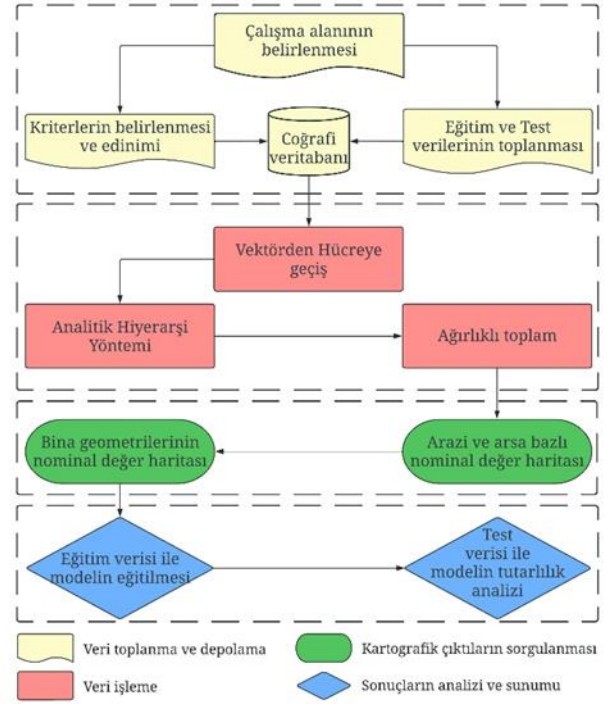 Çalışma alanının
belirlenmesi
Kriterlerin belirlenmesi
ve edinimi
Coğrafi
veritabanı
Eğitim ve Test
verilerinin toplanması
Vektörden Hücreye
geçiş
Analitik Hiyerarşi
Yöntemi
Ağırlıklı toplam
Bina geometrilerinin
nominal değer haritası
Arazi ve arsa bazlı
nominal değer haritası
Eğitim verisi ile
modelin eğitilmesi
Test
verisi ile
modelin tutarlılık
analizi
Veri toplanma ve depolama
Kartografik çıktıların sorgulanması
Veri işleme
Sonuçların analizi ve sunumu